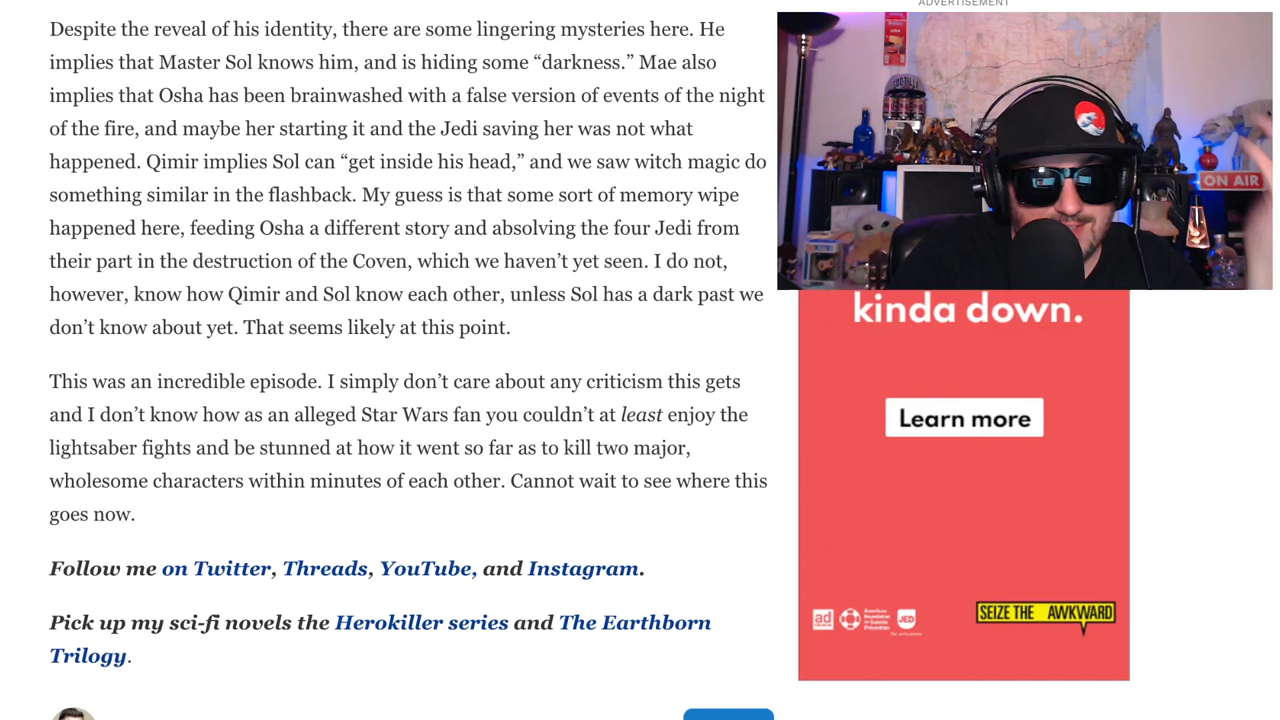 ADVERTISEMENT
Despite the reveal of his identity, there are some lingering mysteries here. He
implies that Master Sol knows him, and is hiding some “darkness.” Mae also
implies that Osha has been brainwashed with a false version of events of the night
of the fire, and maybe her starting it and the Jedi saving her was not what
happened. Qimir implies Sol can “get inside his head,” and we saw witch magic do
something similar in the flashback. My guess is that some sort of memory wipe
happened here, feeding Osha a different story and absolving the four Jedi from
their part in the destruction of the Coven, which we haven’t yet seen. I do not,
however, know how Qimir and Sol know each other, unless Sol has a dark past we
don’t know about yet. That seems likely at this point.
This was an incredible episode. I simply don’t care about any criticism this gets
and I don’t know how as an alleged Star Wars fan you couldn’t at least enjoy the
lightsaber fights and be stunned at how it went so far as to kill two major,
wholesome characters within minutes of each other. Cannot wait to see where this
goes now.
Follow me on Twitter, Threads, YouTube, and Instagram.
Pick up my sci-fi novels the Herokiller series and The Earthborn
Trilogy.
ON AIR
kinda down.
Learn more
ad
American
Foundation
for Suicide
Prevention
JED
SEIZE THE AWKWARD